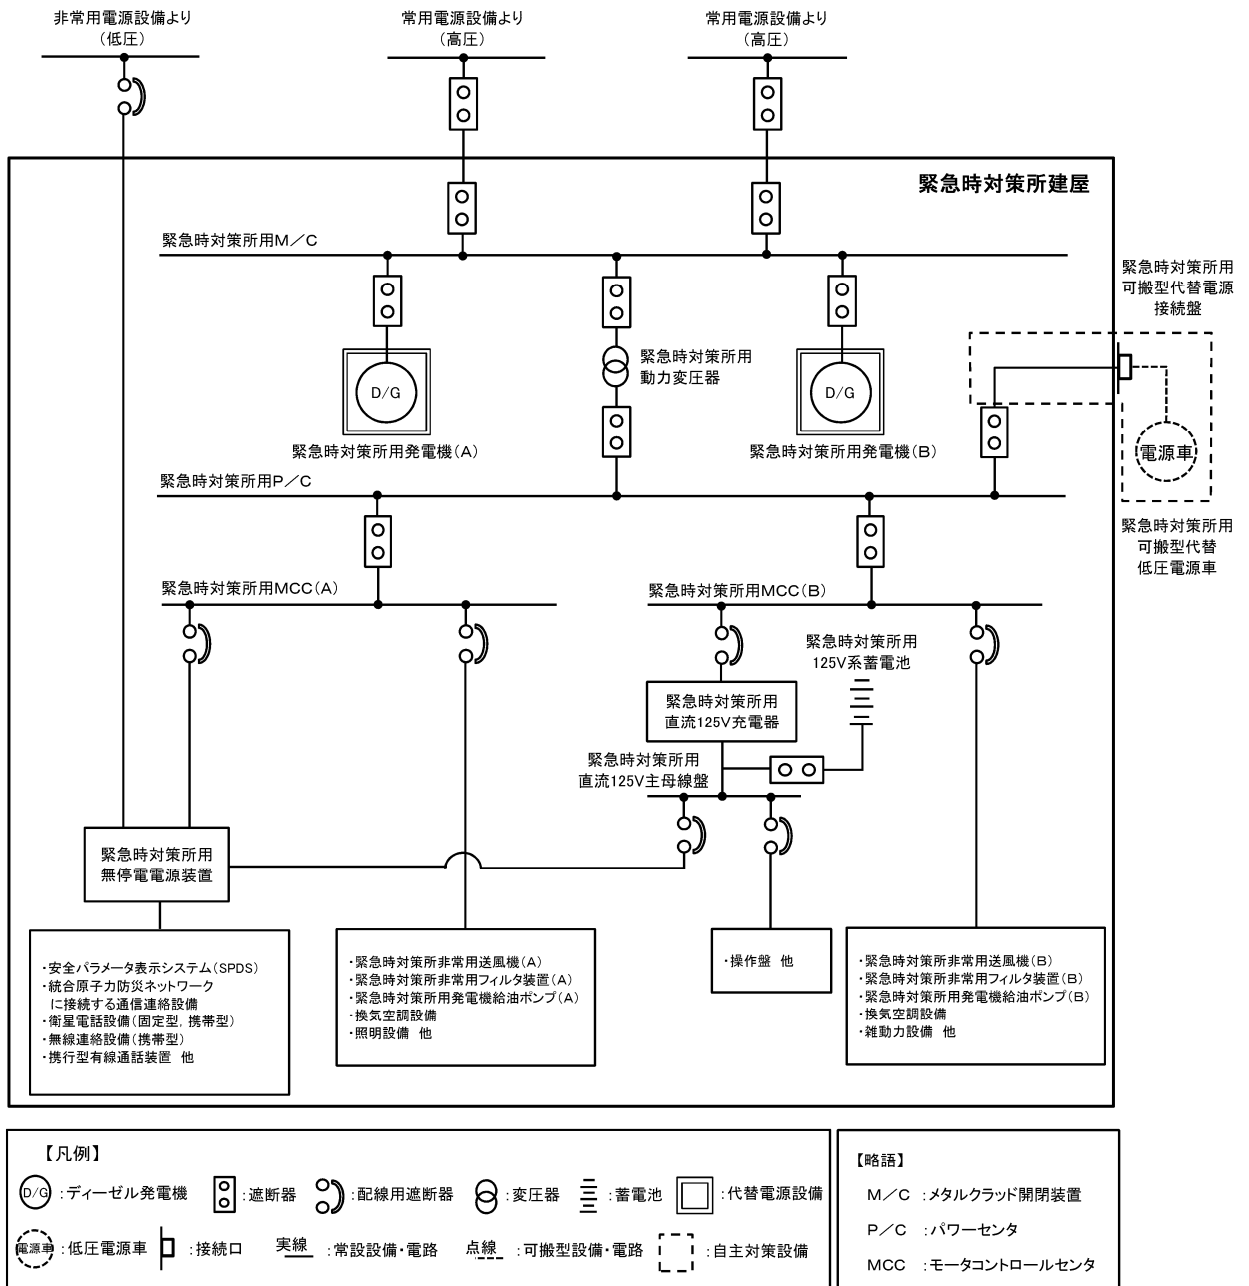 非常用電源設備より
(低圧)
常用電源設備より
(高圧)
常用電源設備より
(高圧)
緊急時対策所建屋
緊急時対策所用M／C
緊急時対策所用
可搬型代替電源
接続盤
緊急時対策所用
動力変圧器
D/G
D/G
緊急時対策所用発電機(A)
緊急時対策所用発電機(B)
電源車
緊急時対策所用P／C
緊急時対策所用
可搬型代替
低圧電源車
緊急時対策所用MCC(A)
緊急時対策所用MCC(B)
緊急時対策所用
125V系蓄電池
緊急時対策所用
直流125V充電器
緊急時対策所用
直流125V主母線盤
緊急時対策所用
無停電電源装置
・安全パラメータ表示システム(SPDS)
・統合原子力防災ネットワーク
に接続する通信連絡設備
・衛星電話設備(固定型, 携帯型)
・無線連絡設備(携帯型)
・携行型有線通話装置 他
・緊急時対策所非常用送風機(A)
・緊急時対策所非常用フィルタ装置(A)
・緊急時対策所用発電機給油ポンプ(A)
・換気空調設備
・照明設備 他
・操作盤 他
・緊急時対策所非常用送風機(B)
・緊急時対策所非常用フィルタ装置(B)
・緊急時対策所用発電機給油ポンプ(B)
・換気空調設備
・雑動力設備 他
【凡例】
D/G :ディーゼル発電機 :遮断器 :配線用遮断器 :変圧器 :蓄電池 :代替電源設備
電源車 :低圧電源車 :接続口 実線 :常設設備・電路 点線 :可搬型設備・電路 :自主対策設備
【略語】
M／C :メタルクラッド開閉装置
P／C :パワーセンタ
MCC :モータコントロールセンタ